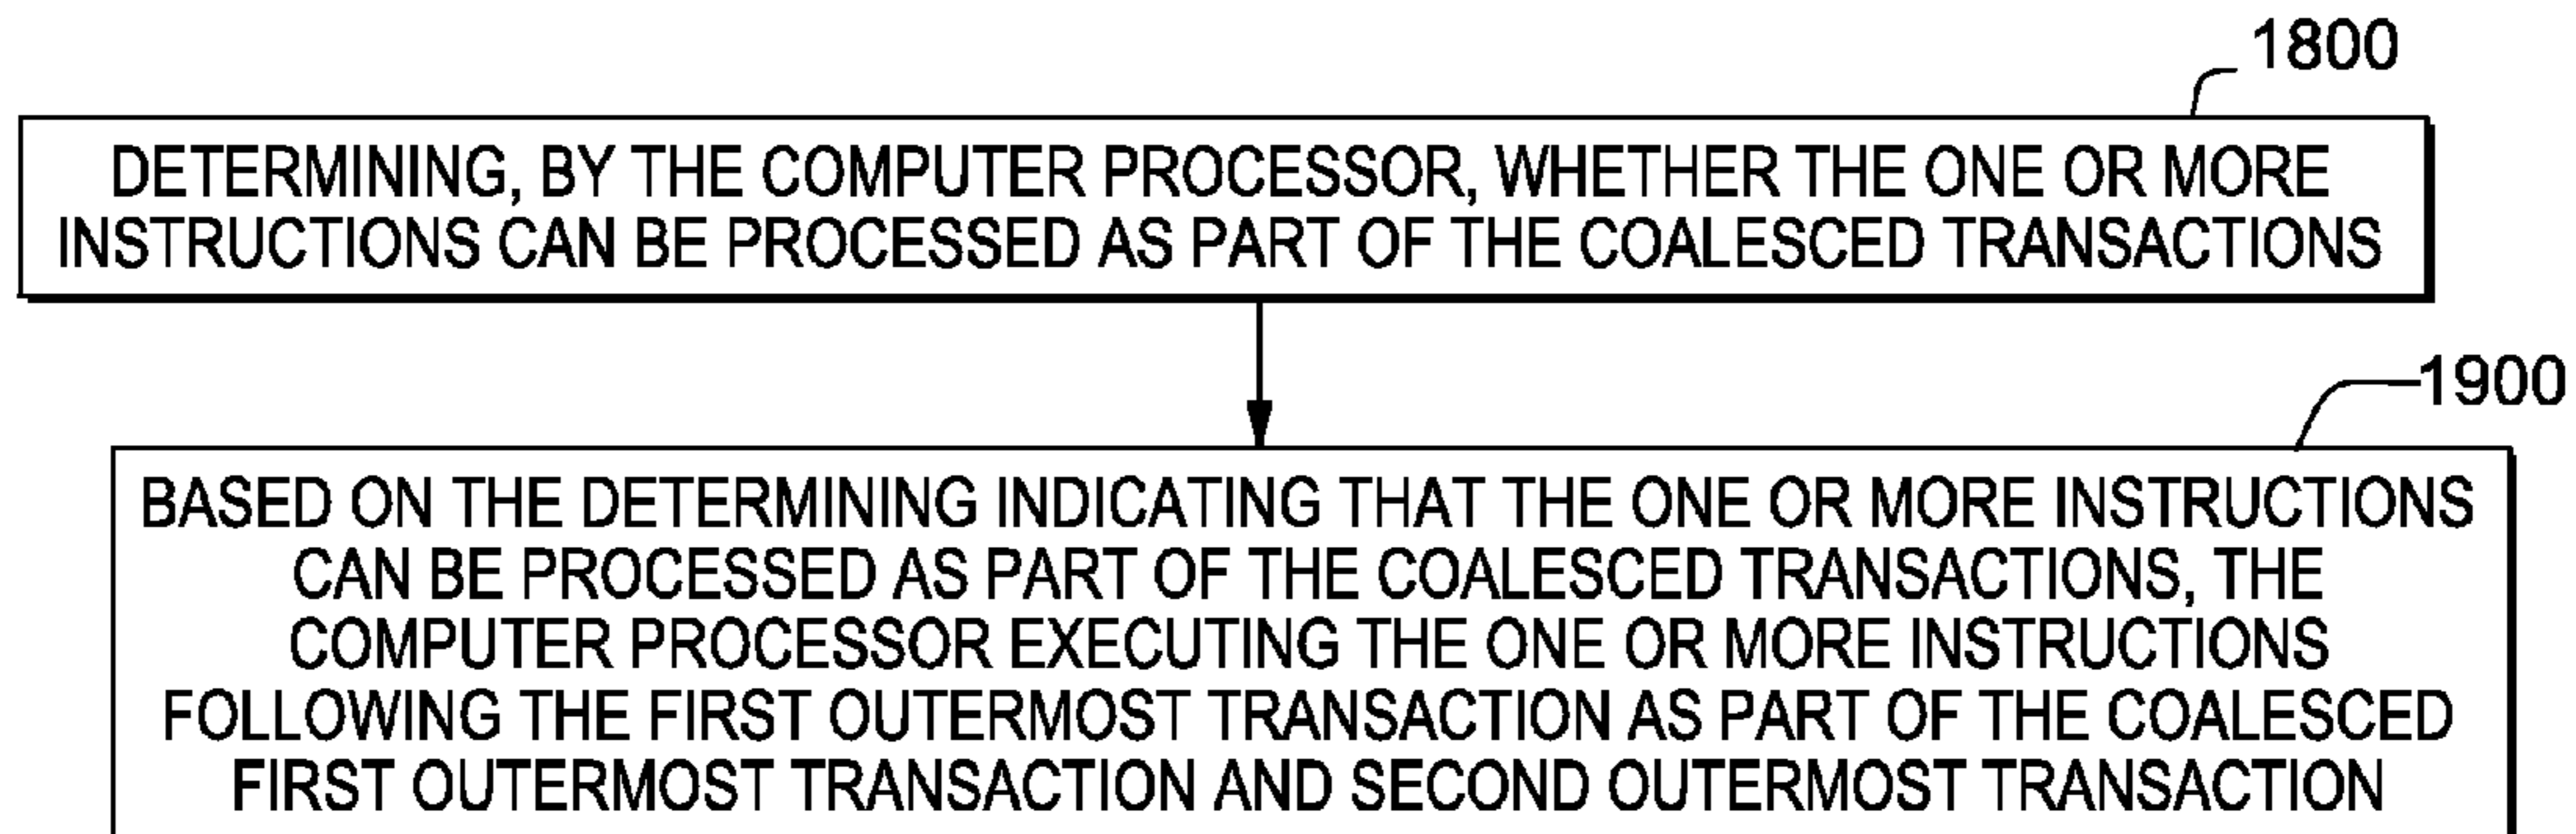 1800
DETERMINING, BY THE COMPUTER PROCESSOR, WHETHER THE ONE OR MORE
INSTRUCTIONS CAN BE PROCESSED AS PART OF THE COALESCED TRANSACTIONS
1900
BASED ON THE DETERMINING INDICATING THAT THE ONE OR MORE INSTRUCTIONS
CAN BE PROCESSED AS PART OF THE COALESCED TRANSACTIONS, THE
COMPUTER PROCESSOR EXECUTING THE ONE OR MORE INSTRUCTIONS
FOLLOWING THE FIRST OUTERMOST TRANSACTION AS PART OF THE COALESCED
FIRST OUTERMOST TRANSACTION AND SECOND OUTERMOST TRANSACTION